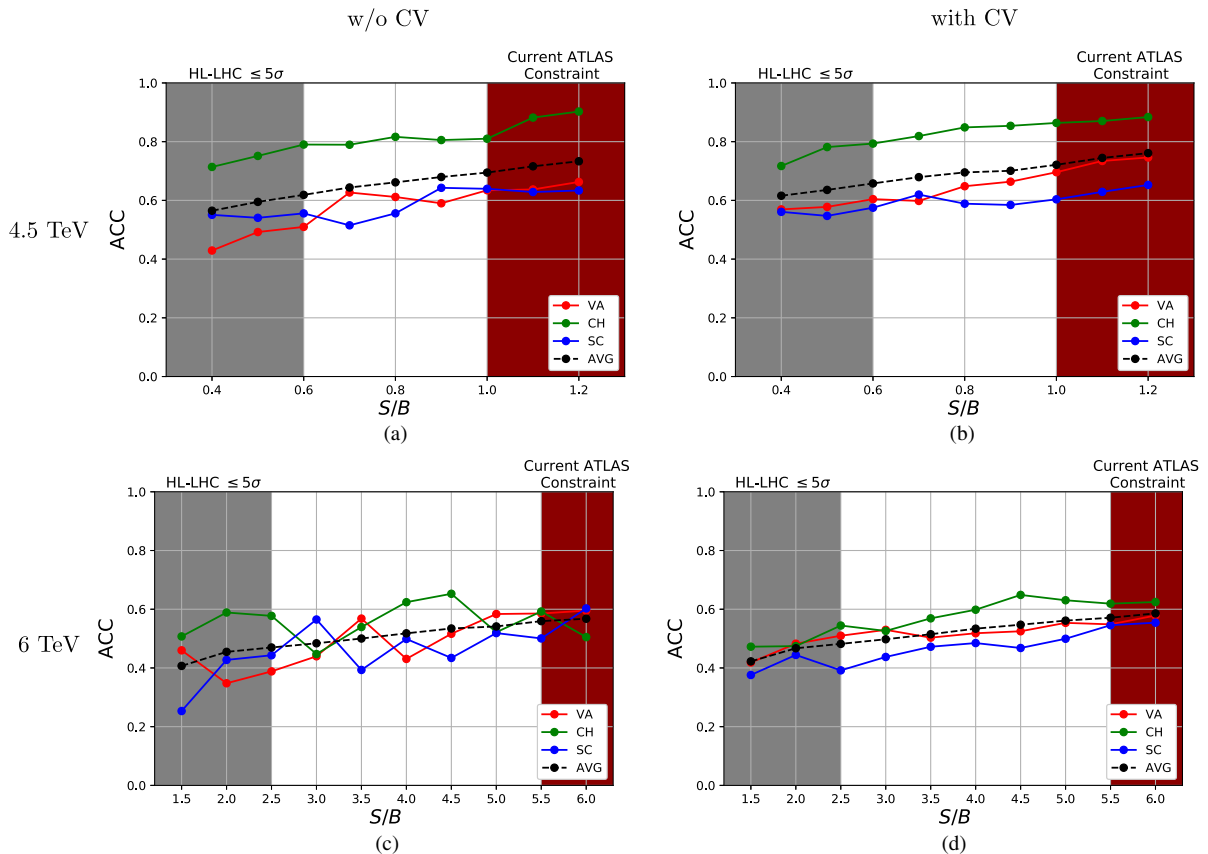 w/o CV
with CV
4.5 TeV
6 TeV
HL-LHC ≤ 5σ
Current ATLAS
Constraint
1.0
0.8
0.6
0.4
0.2
0.0
ACC
VA
CH
SC
AVG
0.4
0.6
0.8
1.0
1.2
S/B
(a)
HL-LHC ≤ 5σ
Current ATLAS
Constraint
1.0
0.8
0.6
0.4
0.2
0.0
ACC
VA
CH
SC
AVG
0.4
0.6
0.8
1.0
1.2
S/B
(b)
HL-LHC ≤ 5σ
Current ATLAS
Constraint
1.0
0.8
0.6
0.4
0.2
0.0
ACC
VA
CH
SC
AVG
1.5
2.0
2.5
3.0
3.5
4.0
4.5
5.0
5.5
6.0
S/B
(c)
HL-LHC ≤ 5σ
Current ATLAS
Constraint
1.0
0.8
0.6
0.4
0.2
0.0
ACC
VA
CH
SC
AVG
1.5
2.0
2.5
3.0
3.5
4.0
4.5
5.0
5.5
6.0
S/B
(d)